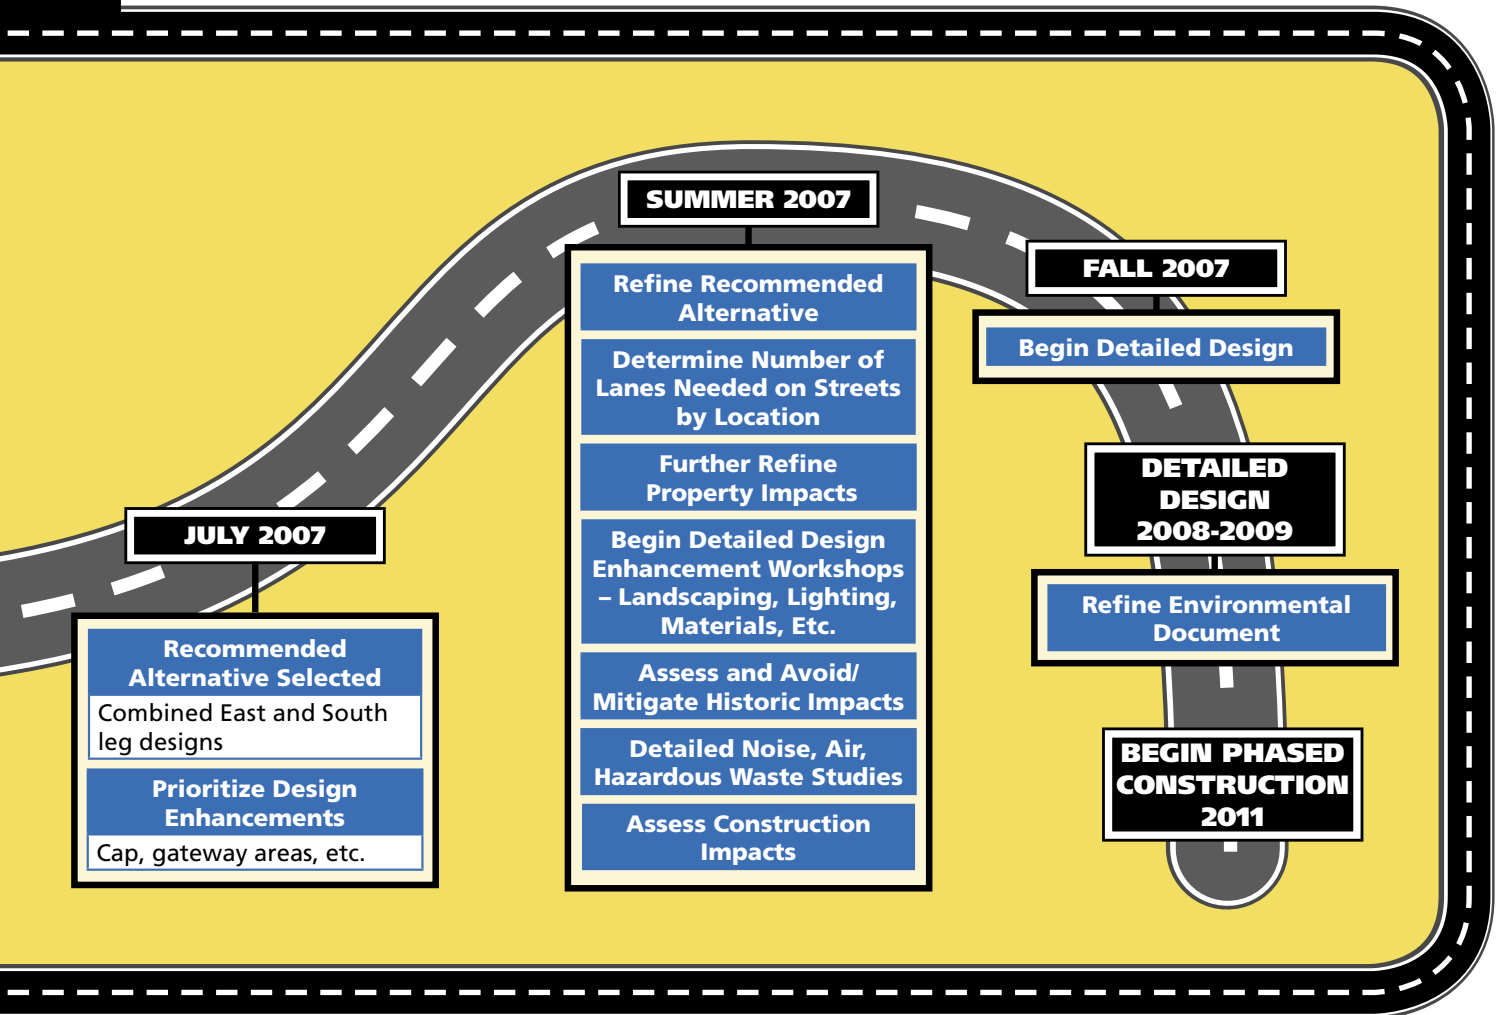 JULY 2007
Recommended
Alternative Selected
Combined East and South
leg designs
Prioritize Design
Enhancements
Cap, gateway areas, etc.
SUMMER 2007
Refine Recommended
Alternative
Determine Number of
Lanes Needed on Streets
by Location
Further Refine
Property Impacts
Begin Detailed Design
Enhancement Workshops
– Landscaping, Lighting,
Materials, Etc.
Assess and Avoid/
Mitigate Historic Impacts
Detailed Noise, Air,
Hazardous Waste Studies
Assess Construction
Impacts
FALL 2007
Begin Detailed Design
DETAILED
DESIGN
2008-2009
Refine Environmental
Document
BEGIN PHASED
CONSTRUCTION
2011